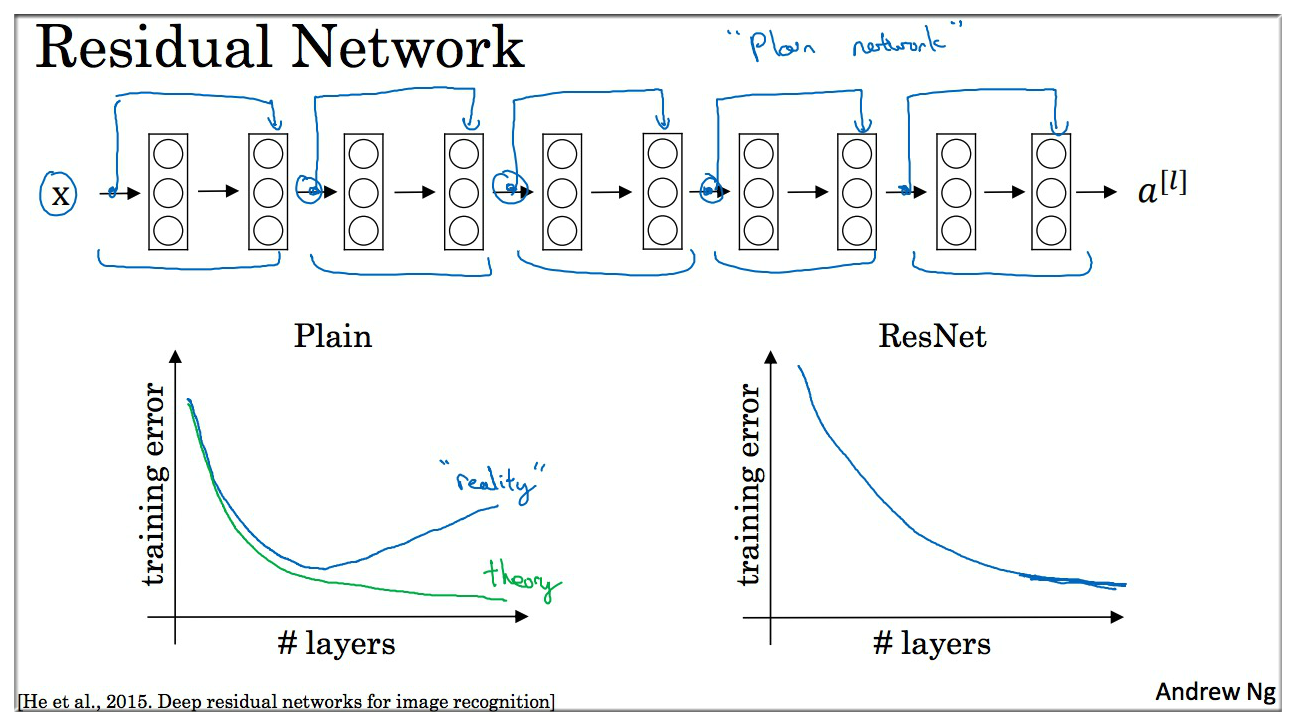 Residual Network
"Plain network"
x
a[l]
Plain
ResNet
training error
"reality"
theory
# layers
training error
# layers
[He et al., 2015. Deep residual networks for image recognition]
Andrew Ng